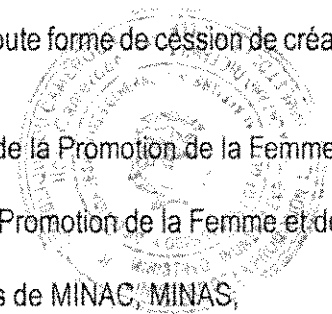 oute forme de cession de créa
de la Promotion de la Femme
Promotion de la Femme et de
s de MINAC, MINAS,